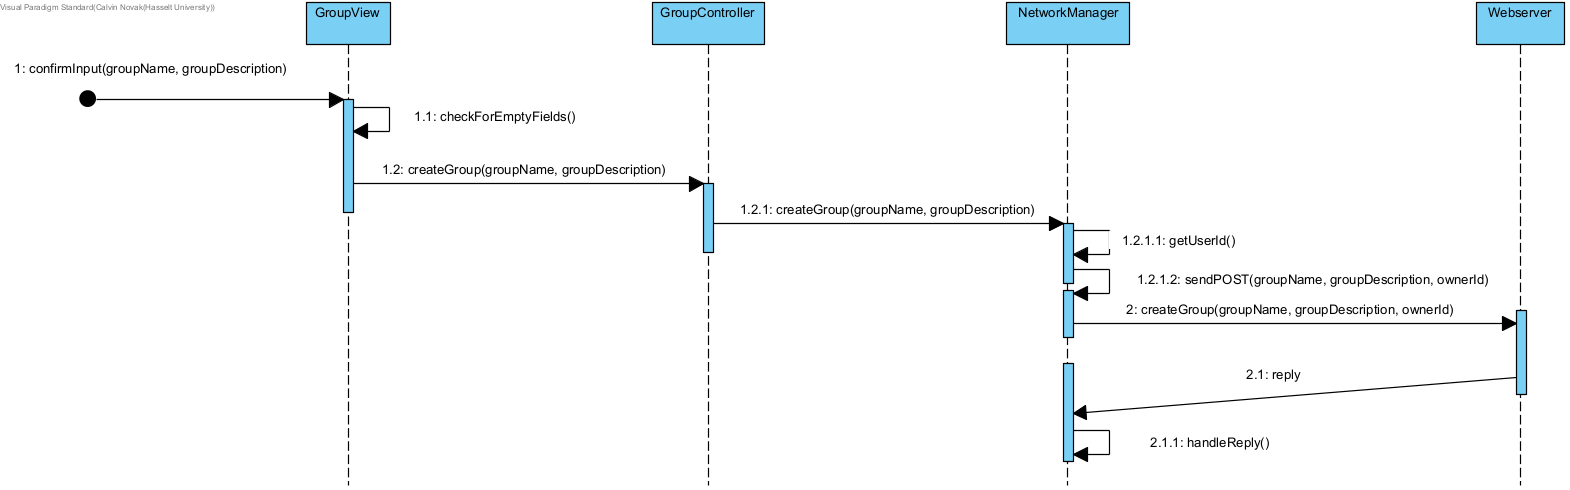 Visual Paradigm Standard(Calvin Novak(Hasselt University))
GroupView
GroupController
NetworkManager
Webserver
1: confirmInput(groupName, groupDescription)
1.1: checkForEmptyFields()
1.2: createGroup(groupName, groupDescription)
1.2.1: createGroup(groupName, groupDescription)
1.2.1.1: getUserId()
1.2.1.2: sendPOST(groupName, groupDescription, ownerId)
2: createGroup(groupName, groupDescription, ownerId)
2.1: reply
2.1.1: handleReply()